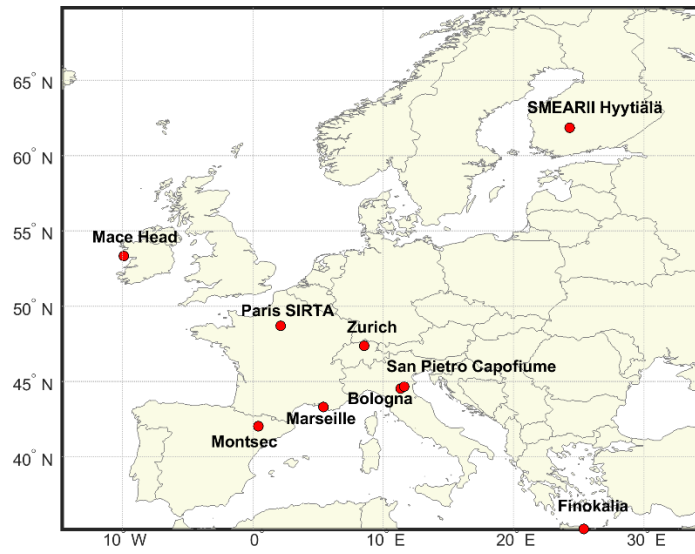 65° N
SMEARII Hyytiälä
60° N
55° N
Mace Head
50° N
Paris SIRTA
Zurich
San Pietro Capofiume
45° N
Bologna
Marseille
Montsec
40° N
Finokalia
10° W
0°
10° E
20° E
30° E